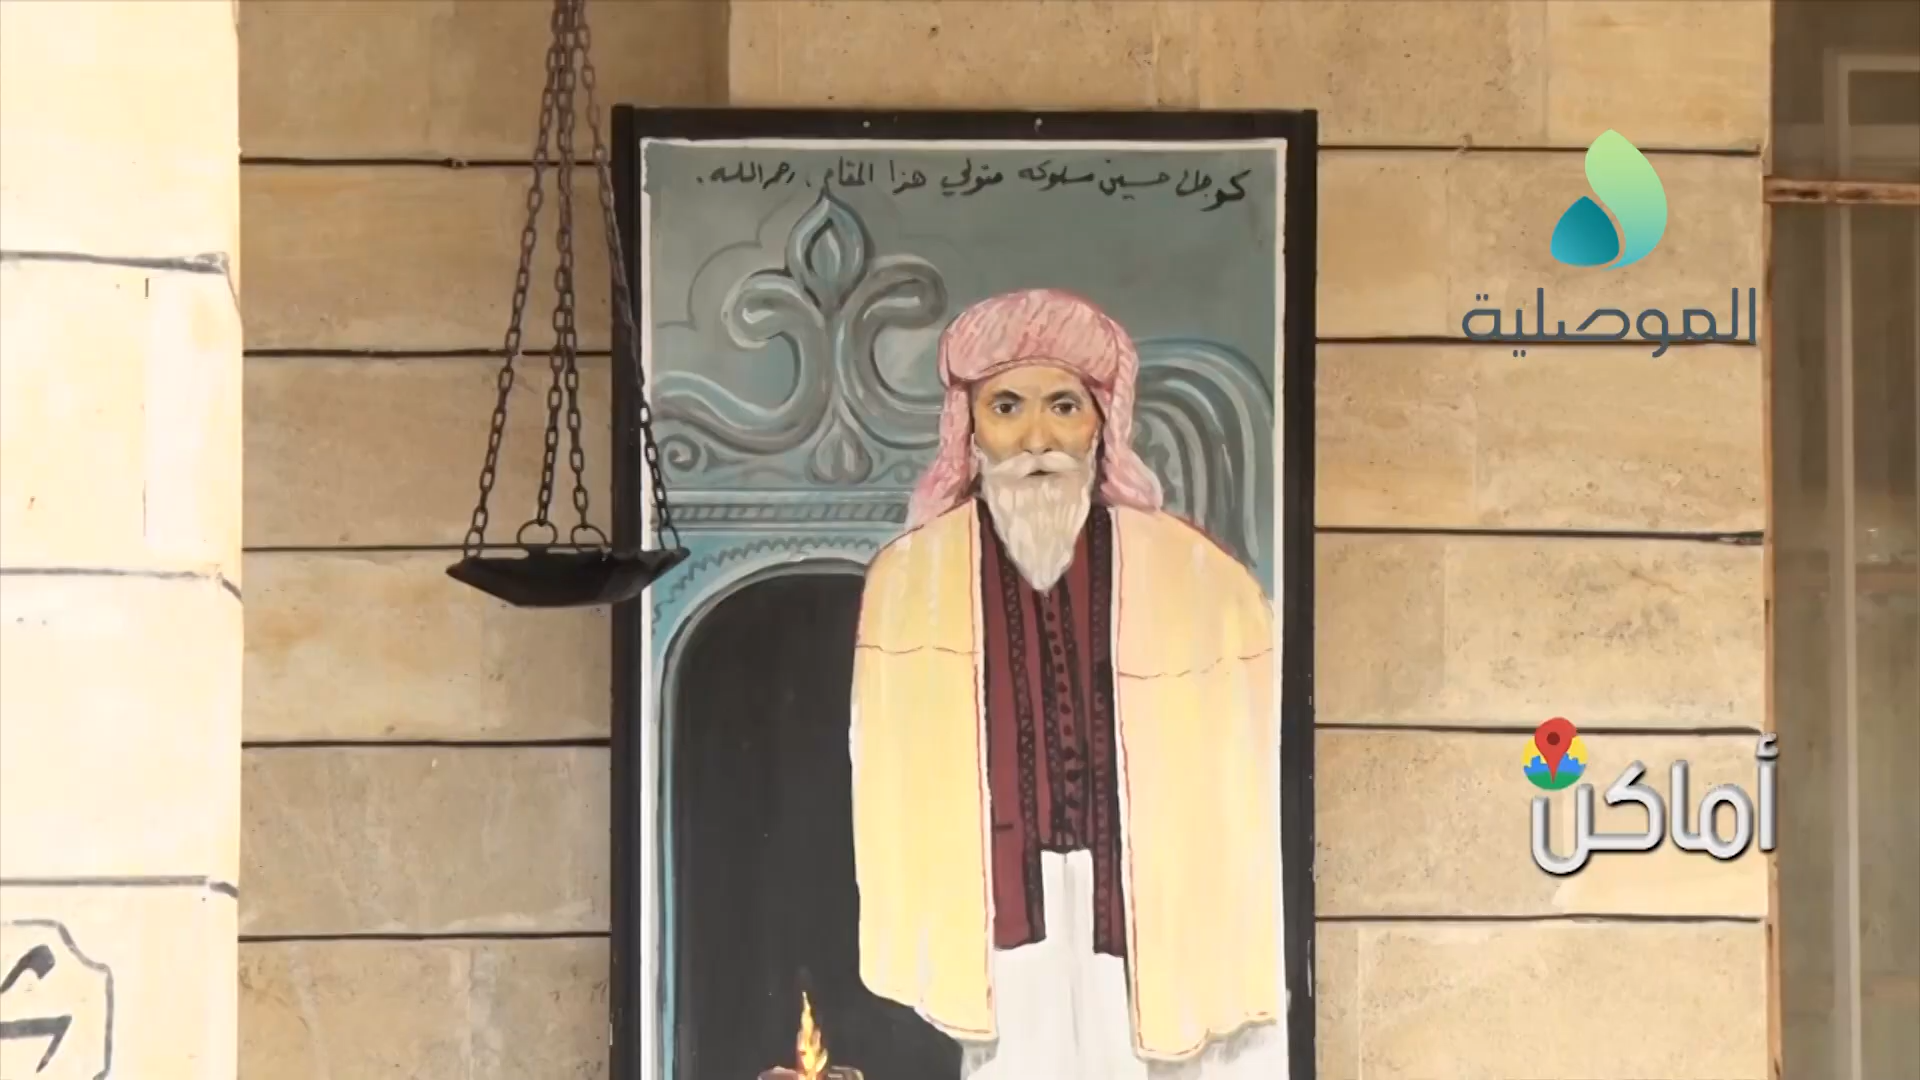 كوجك حسين مسلوكه متولي هذا المقام. رحمه الله.
الموصلية
أماكن